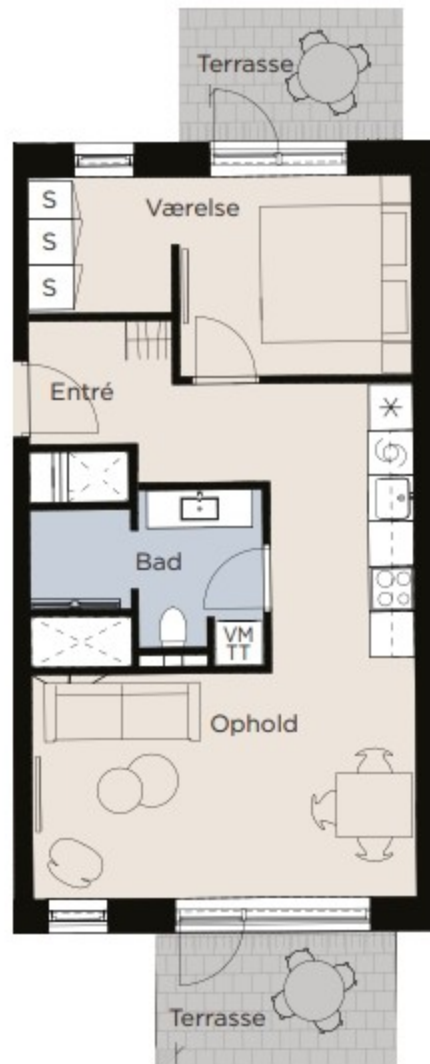 Terrasse
Værelse
S
S
S
Entré
Bad
VM
TT
Ophold
Terrasse